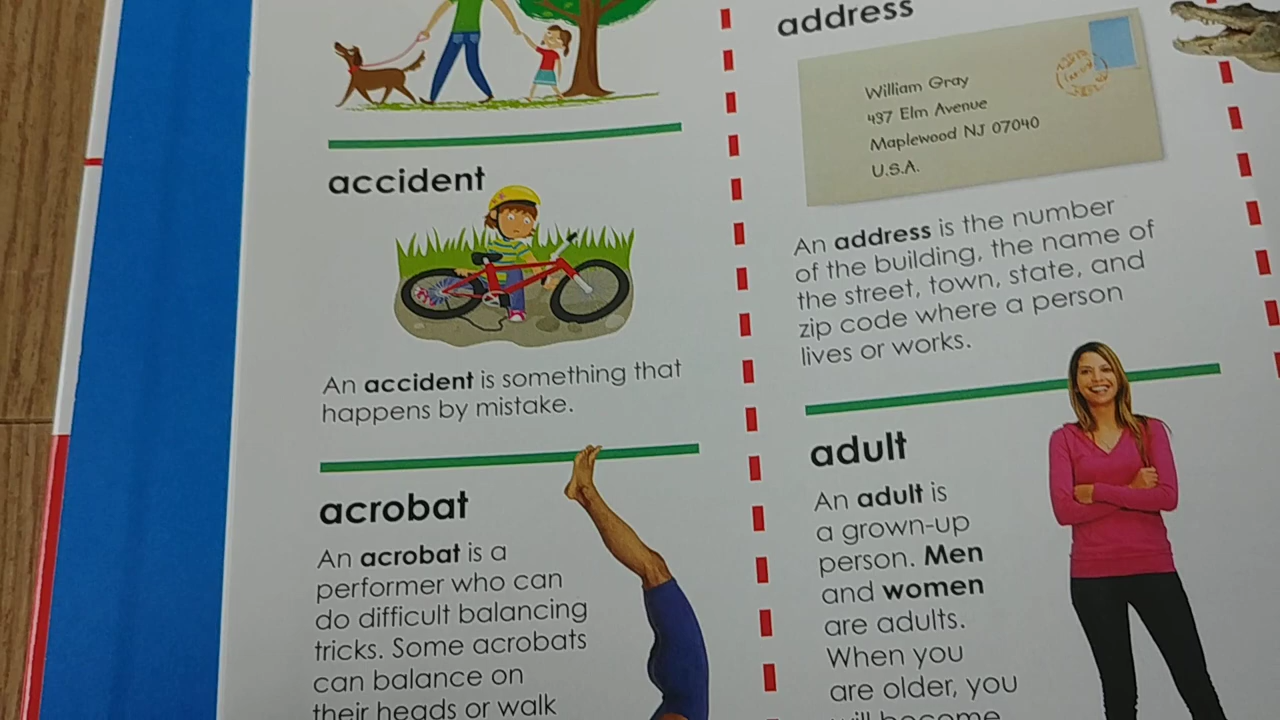 accident
An accident is something that
happens by mistake.
acrobat
An acrobat is a
performer who can
do difficult balancing
tricks. Some acrobats
can balance on
their heads or walk
address
William Gray
497 Elm Avenue
Maplewood NJ 07040
U.S.A.
An address is the number
of the building, the name of
the street, town, state, and
zip code where a person
lives or works.
adult
An adult is
a grown-up
person. Men
and women
are adults.
When you
are older, you
will become